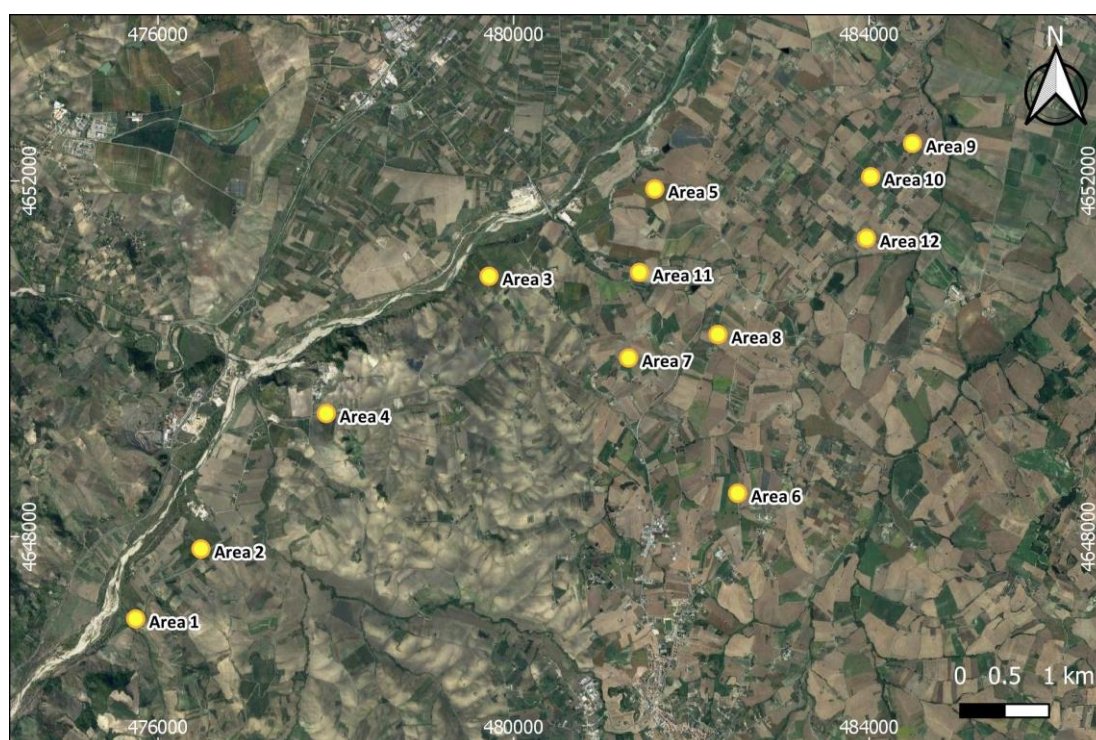 476000
480000
484000
N
4652000
4652000
Area 9
Area 10
Area 5
Area 12
Area 11
Area 3
Area 8
Area 7
Area 4
Area 6
4648000
4648000
Area 2
Area 1
0 0.5 1 km
476000
480000
484000